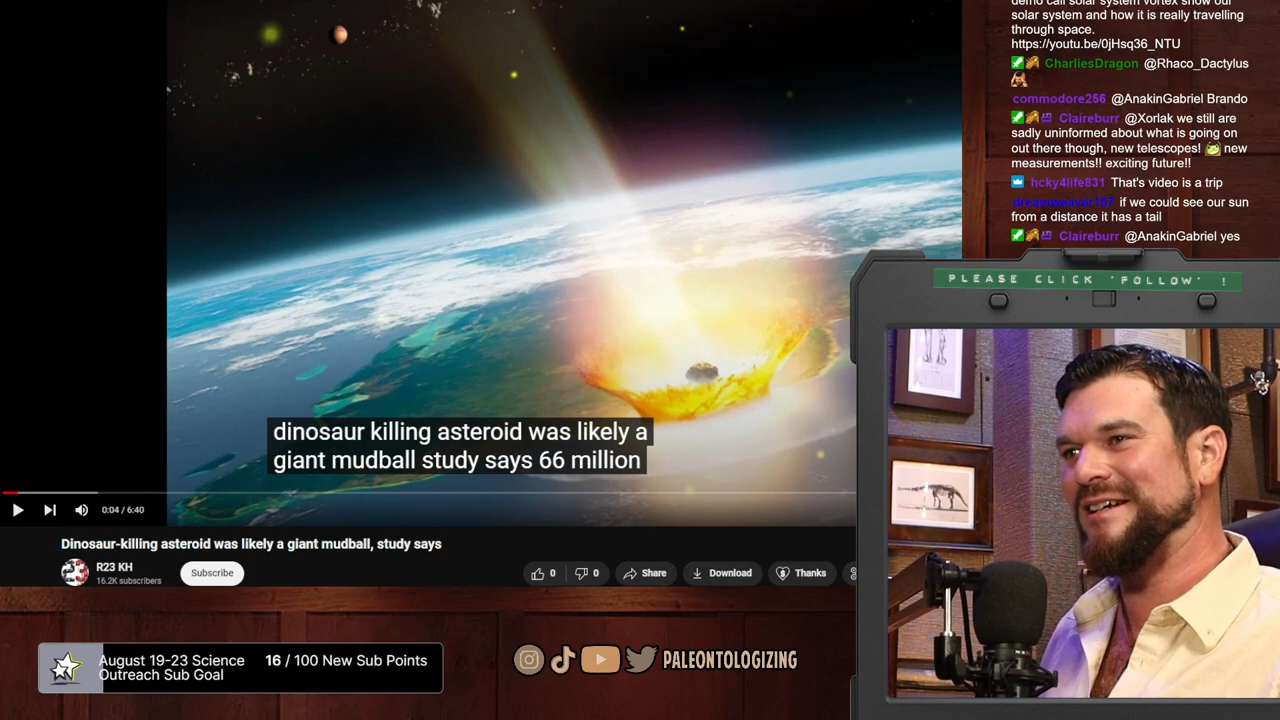 demo call solar system vortex show our
solar system and how it is really travelling
through space.
https://youtu.be/0jHsq36_NTU
CharliesDragon @Rhaco_Dactylus
commodore256 @AnakinGabriel Brando
Claireburr @Xorlak we still are
sadly uninformed about what is going on
out there though, new telescopes! new
measurements!! exciting future!!
hcky4life831 That's video is a trip
dreamweaver187 if we could see our sun
from a distance it has a tail
Claireburr @AnakinGabriel yes
PLEASE CLICK 'FOLLOW' !
dinosaur killing asteroid was likely a
giant mudball study says 66 million
0:04 / 6:40
Dinosaur-killing asteroid was likely a giant mudball, study says
R23 KH
16.2K subscribers
Subscribe
0
0
Share
Download
Thanks
August 19-23 Science
Outreach Sub Goal
16 / 100 New Sub Points
PALEONTOLOGIZING